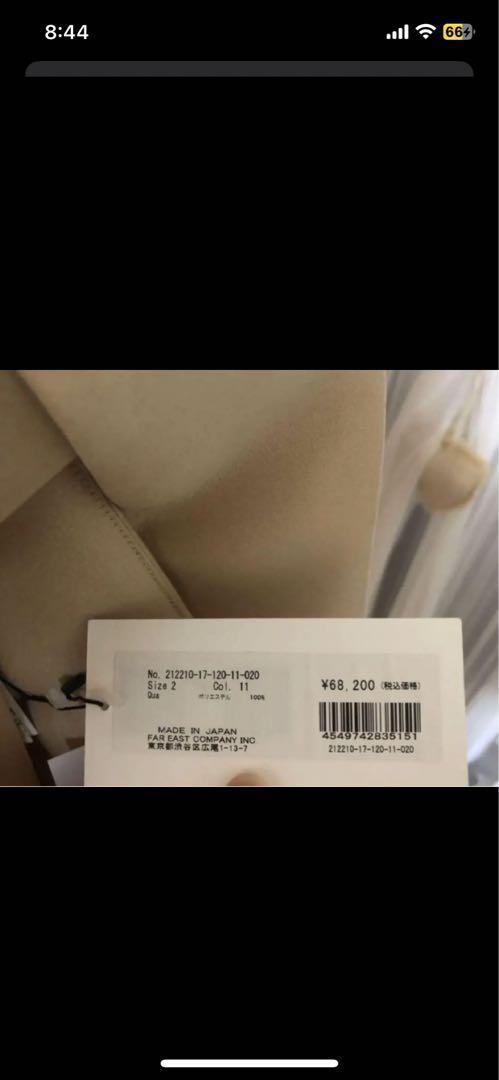 8:44
66
No. 212210-17-120-11-020
Size 2 Col. 11
Qua ポリエステル 100%
¥68,200 (税込価格)
4549742835151
212210-17-120-11-020
MADE IN JAPAN
FAR EAST COMPANY INC
東京都渋谷区広尾1-13-7